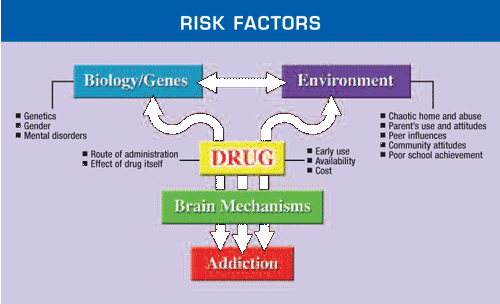 RISK FACTORS
Biology/Genes
Environment
Genetics
Gender
Mental disorders
Chaotic home and abuse
Parent's use and attitudes
Peer influences
Community attitudes
Poor school achievement
Route of administration
Effect of drug itself
DRUG
Early use
Availability
Cost
Brain Mechanisms
Addiction